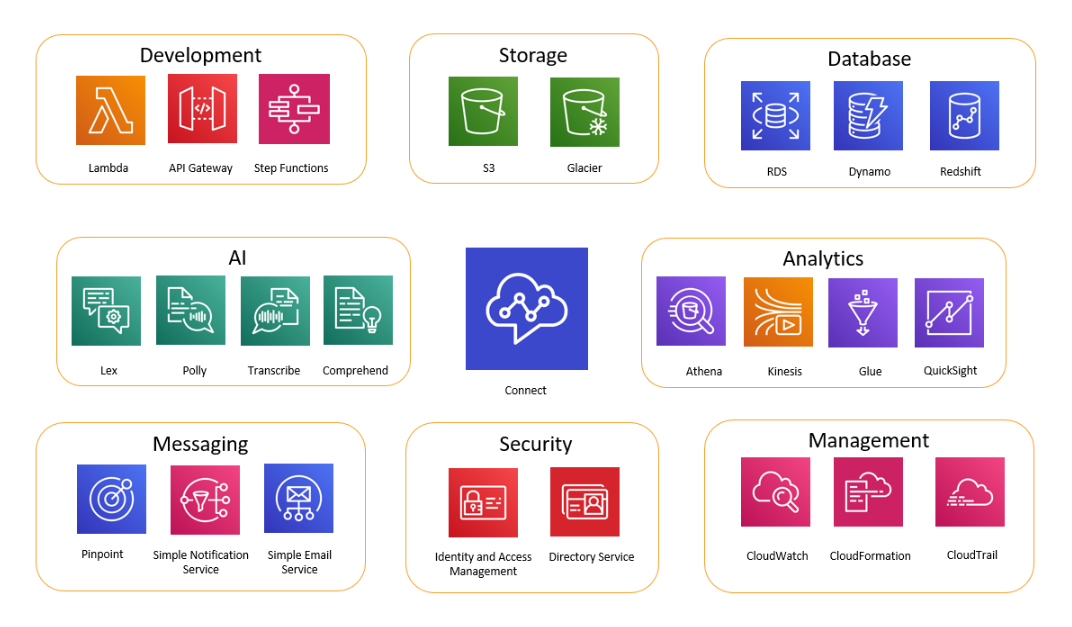 Development
Lambda
API Gateway
Step Functions
Storage
S3
Glacier
Database
RDS
Dynamo
Redshift
AI
Lex
Polly
Transcribe
Comprehend
Connect
Analytics
Athena
Kinesis
Glue
QuickSight
Messaging
Pinpoint
Simple Notification
Service
Simple Email
Service
Security
Identity and Access
Management
Directory Service
Management
CloudWatch
CloudFormation
CloudTrail